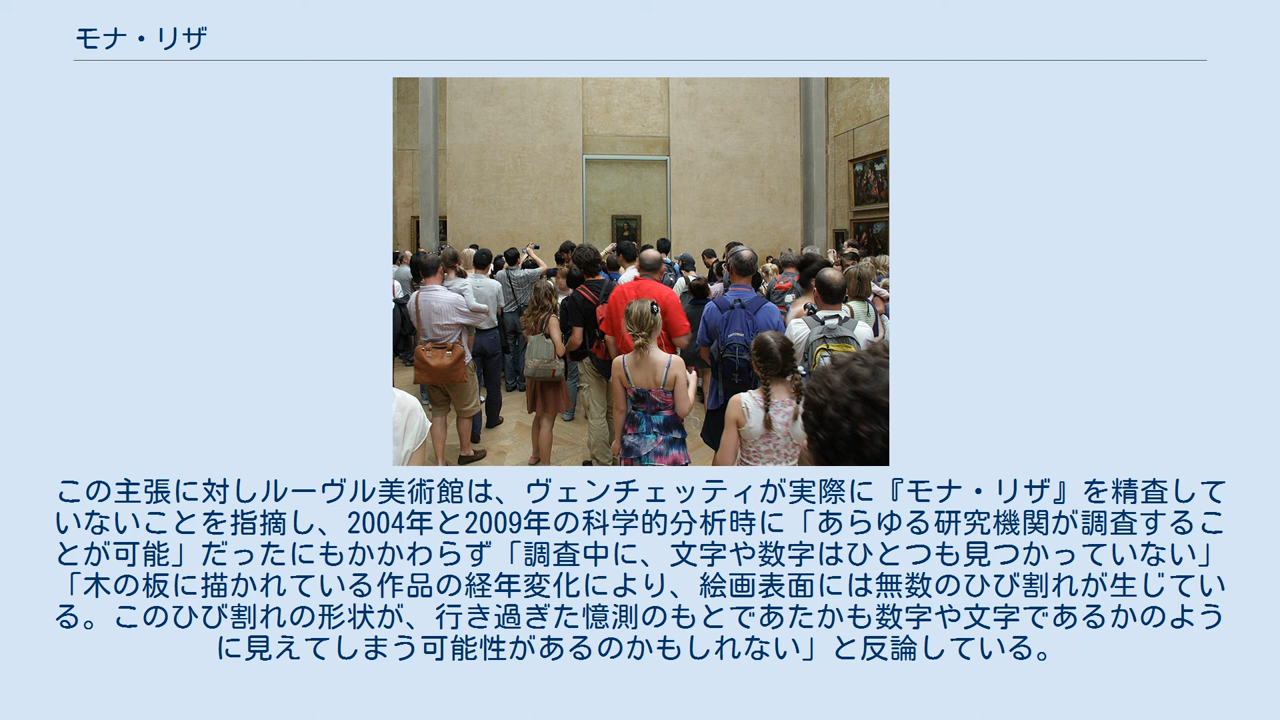 モナ・リザ
この主張に対しルーヴル美術館は、ヴェンチェッティが実際に『モナ・リザ』を精査して
いないことを指摘し、2004年と2009年の科学的分析時に「あらゆる研究機関が調査するこ
とが可能」だったにもかかわらず「調査中に、文字や数字はひとつも見つかっていない」
「木の板に描かれている作品の経年変化により、絵画表面には無数のひび割れが生じてい
る。このひび割れの形状が、行き過ぎた憶測のもとであたかも数字や文字であるかのよう
に見えてしまう可能性があるのかもしれない」と反論している。